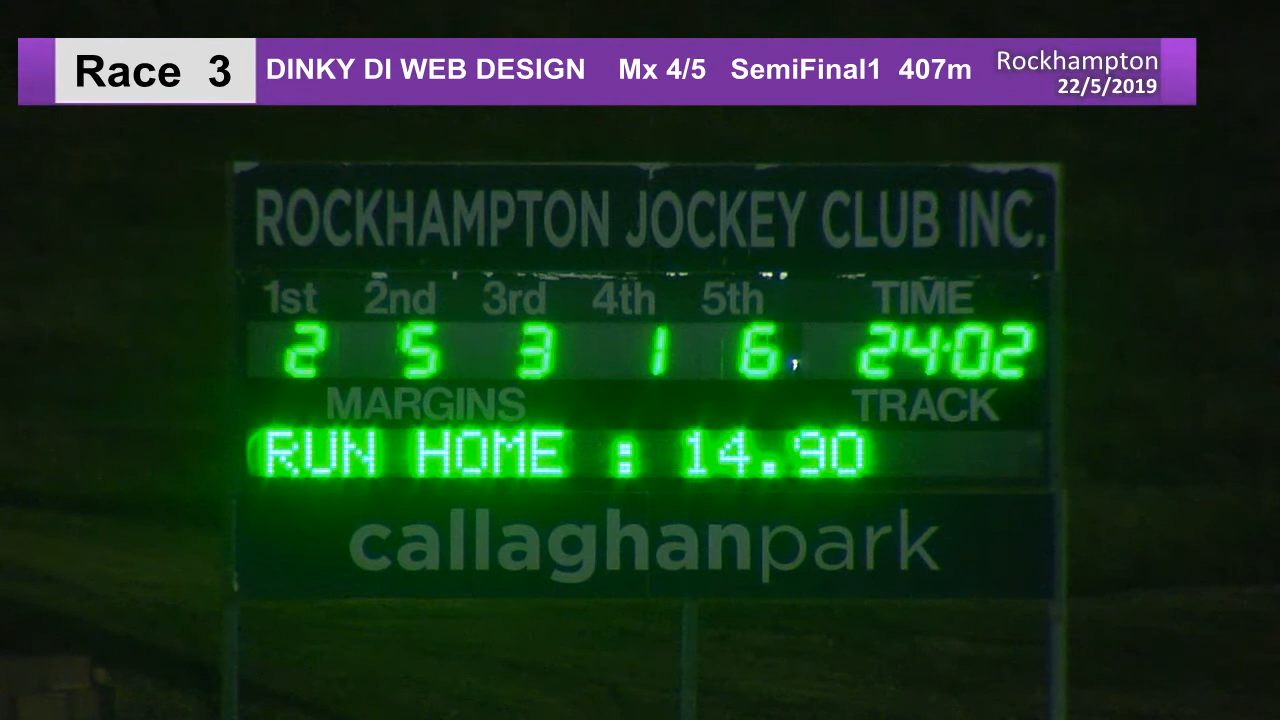 Race 3 DINKY DI WEB DESIGN Mx 4/5 SemiFinal1 407m Rockhampton
22/5/2019
ROCKHAMPTON JOCKEY CLUB INC.
1st 2nd 3rd 4th 5th TIME
2 5 3 1 6 24:02
MARGINS TRACK
RUN HOME : 14.90
callaghanpark